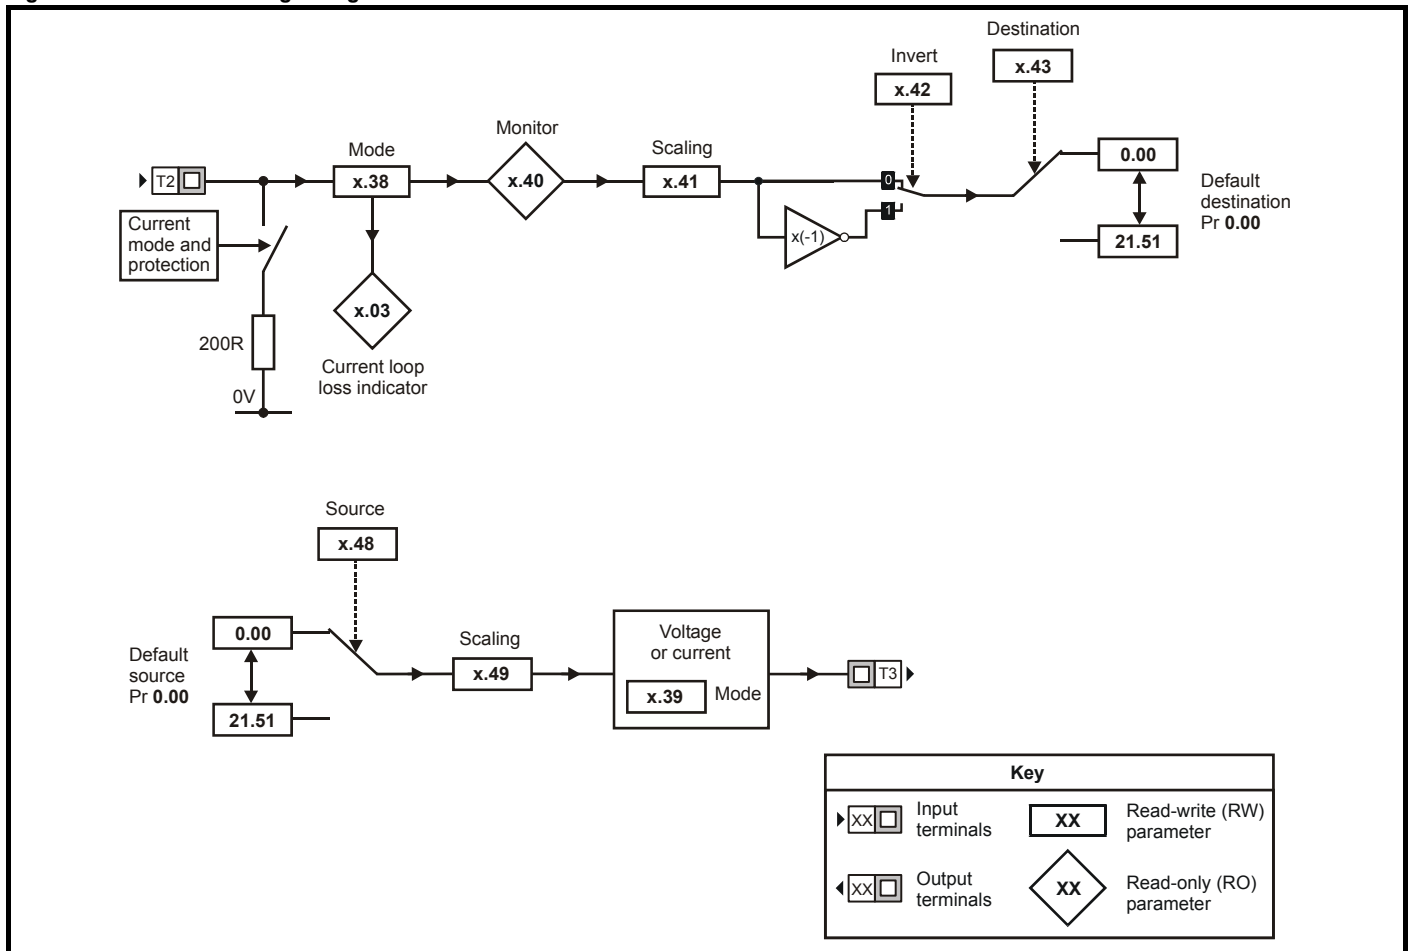 Destination
x.43
Invert
x.42
Monitor
Mode
Scaling
T2
x.38
x.40
x.41
0
1
x(-1)
0.00
21.51
Default
destination
Pr 0.00
Current
mode and
protection
x.03
200R
0V
Current loop
loss indicator
Source
x.48
Default
source
Pr 0.00
0.00
21.51
Scaling
x.49
Voltage
or current
x.39 Mode
T3
Key
XX
Input
terminals
XX
Read-write (RW)
parameter
XX
Output
terminals
XX
Read-only (RO)
parameter